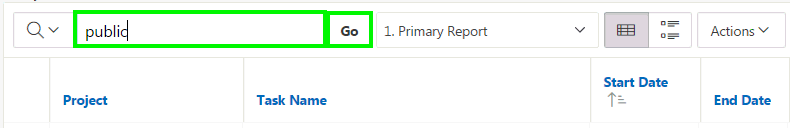 public Go 1. Primary Report Actions
Project Task Name Start Date End Date